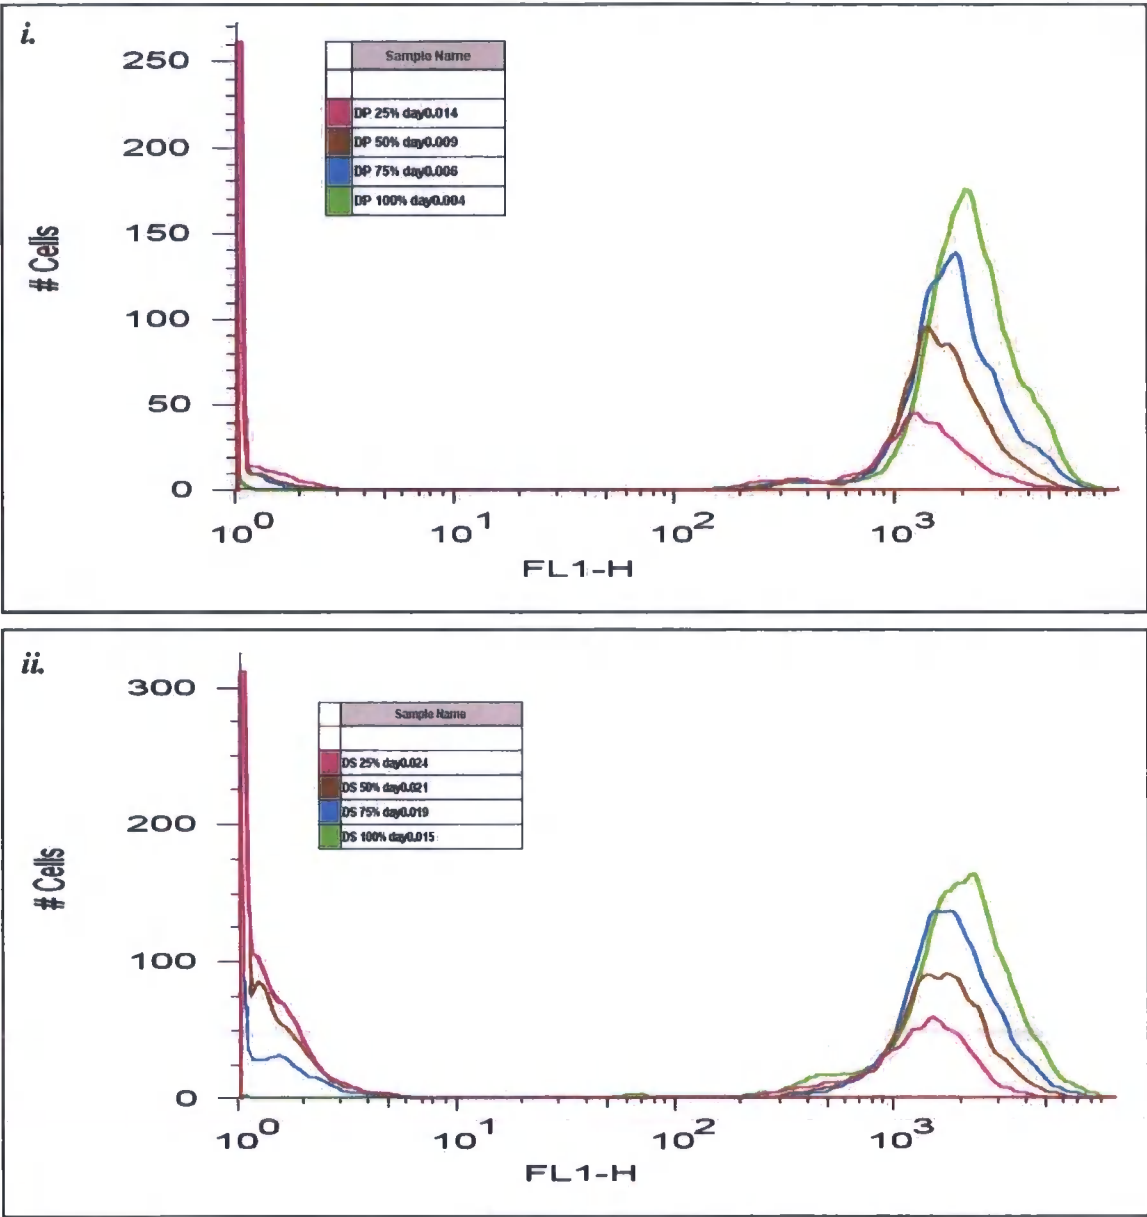 i.
250
200
150
100
50
0
# Cells
Sample Name
DP 25% day0.014
DP 50% day0.009
DP 75% day0.006
DP 100% day0.004
10^0 10^1 10^2 10^3
FL1-H
ii.
300
200
100
0
# Cells
Sample Name
DS 25% day0.024
DS 50% day0.021
DS 75% day0.019
DS 100% day0.015
10^0 10^1 10^2 10^3
FL1-H